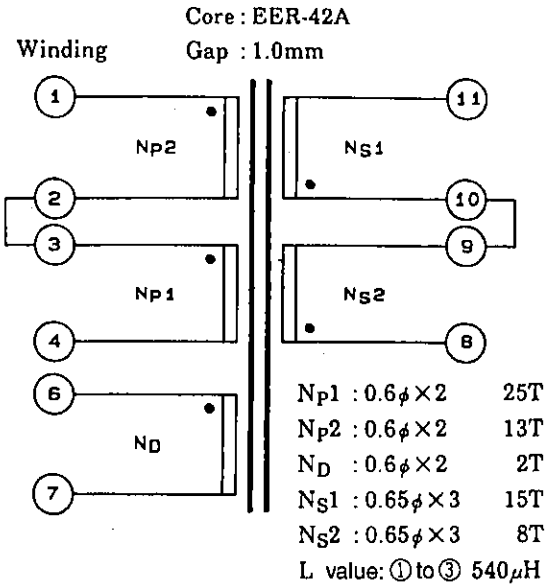 Core : EER-42A
Winding Gap : 1.0mm
1 11
NP2 NS1
2 10
3 9
NP1 NS2
4 8
6
ND
7
NP1 : 0.6φ×2 25T
NP2 : 0.6φ×2 13T
ND : 0.6φ×2 2T
NS1 : 0.65φ×3 15T
NS2 : 0.65φ×3 8T
L value: ① to ③ 540μH